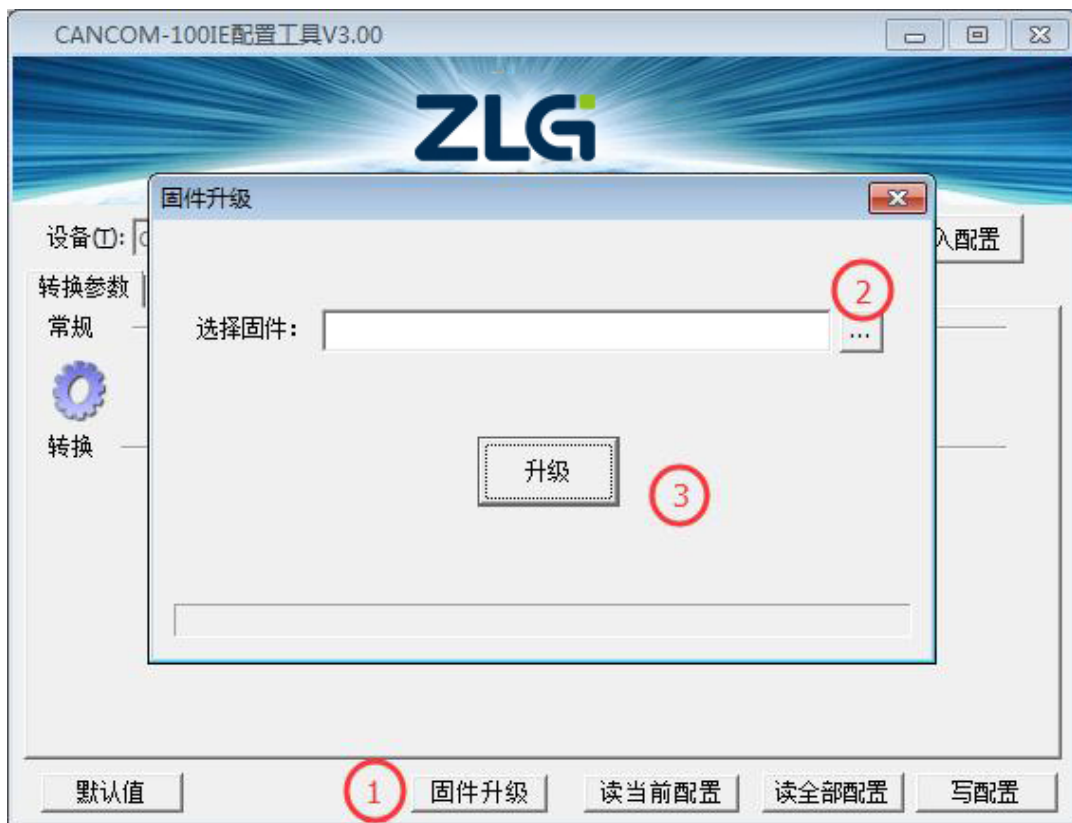 CANCOM-100IE配置工具V3.00
ZLG
固件升级
设备(T):
入配置
转换参数
2
常规
选择固件：
...
转换
升级
3
默认值
1
固件升级
读当前配置
读全部配置
写配置